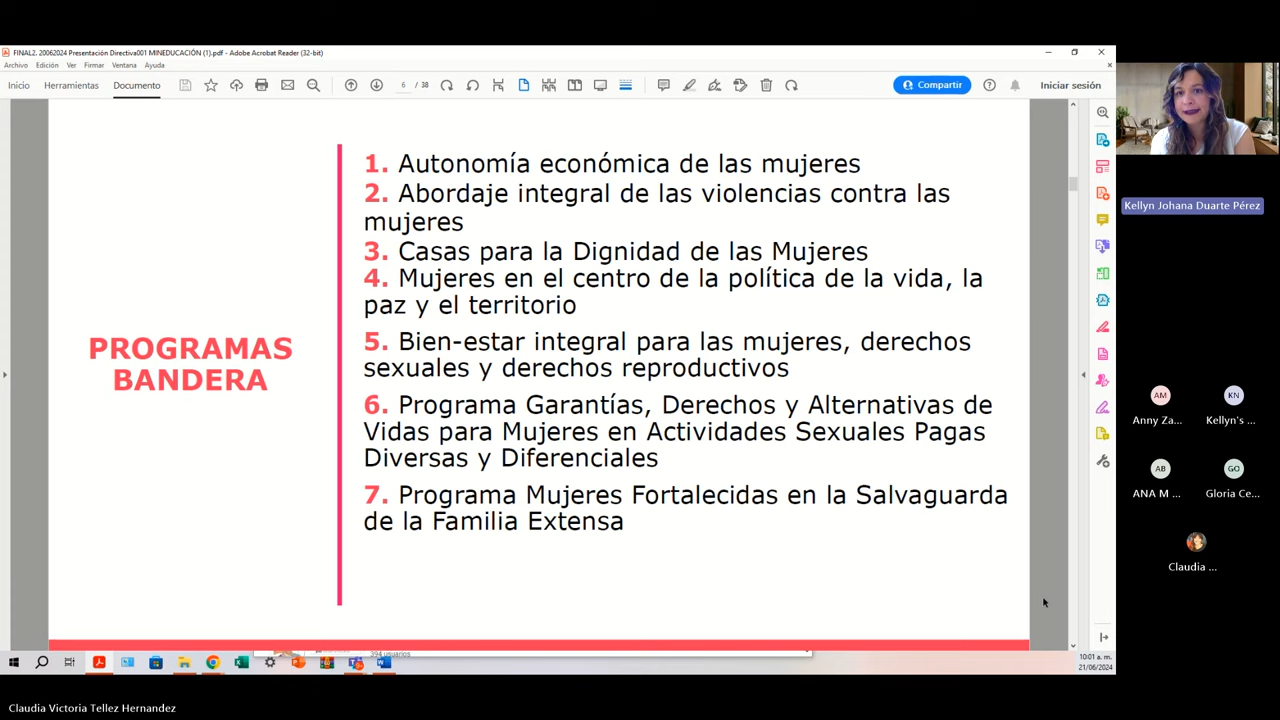 FINAL2. 20062024 Presentación Directiva001 MINEDUCACIÓN (1).pdf - Adobe Acrobat Reader (32-bit)
Archivo Edición Ver Firmar Ventana Ayuda
Inicio Herramientas Documento 6 / 38 Compartir Iniciar sesión
PROGRAMAS
BANDERA
1. Autonomía económica de las mujeres
2. Abordaje integral de las violencias contra las
mujeres
3. Casas para la Dignidad de las Mujeres
4. Mujeres en el centro de la política de la vida, la
paz y el territorio
5. Bien-estar integral para las mujeres, derechos
sexuales y derechos reproductivos
6. Programa Garantías, Derechos y Alternativas de
Vidas para Mujeres en Actividades Sexuales Pagas
Diversas y Diferenciales
7. Programa Mujeres Fortalecidas en la Salvaguarda
de la Familia Extensa
394 usuarios
10:01 a. m.
21/06/2024
Kellyn Johana Duarte Pérez
AM KN
Anny Za... Kellyn's ...
AB GO
ANA M ... Gloria Ce...
Claudia ...
Claudia Victoria Tellez Hernandez